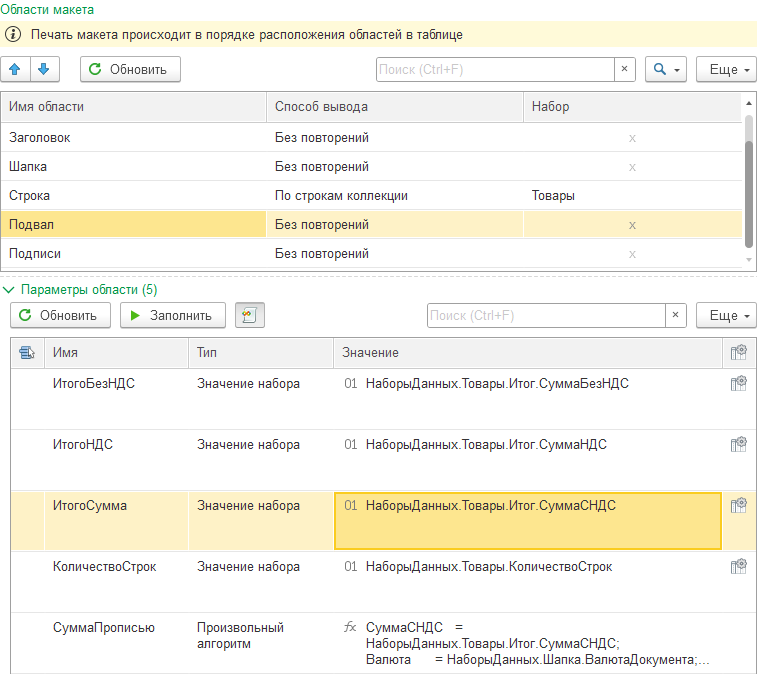 Области макета
Печать макета происходит в порядке расположения областей в таблице
Обновить Поиск (Ctrl+F) × Еще
Имя области Способ вывода Набор
Заголовок Без повторений x
Шапка Без повторений x
Строка По строкам коллекции Товары
Подвал Без повторений x
Подписи Без повторений x
Параметры области (5)
Обновить Заполнить Поиск (Ctrl+F) × Еще
Имя Тип Значение
ИтогоБезНДС Значение набора 01 НаборыДанных.Товары.Итог.СуммаБезНДС
ИтогоНДС Значение набора 01 НаборыДанных.Товары.Итог.СуммаНДС
ИтогоСумма Значение набора 01 НаборыДанных.Товары.Итог.СуммаСНДС
КоличествоСтрок Значение набора 01 НаборыДанных.Товары.КоличествоСтрок
СуммаПрописью Произвольный fx СуммаСНДС =
алгоритм НаборыДанных.Товары.Итог.СуммаСНДС;
Валюта = НаборыДанных.Шапка.ВалютаДокумента;...